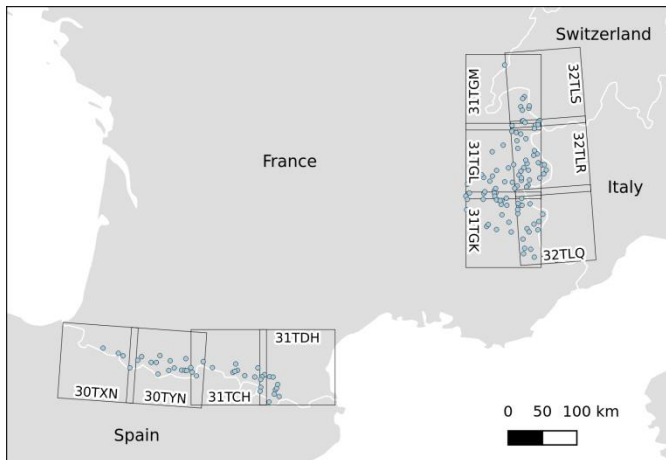 Switzerland
31TGM
32TLS
France
31TGL
32TLR
Italy
31TGK
32TLQ
31TDH
30TXN
30TYN
31TCH
Spain
0 50 100 km